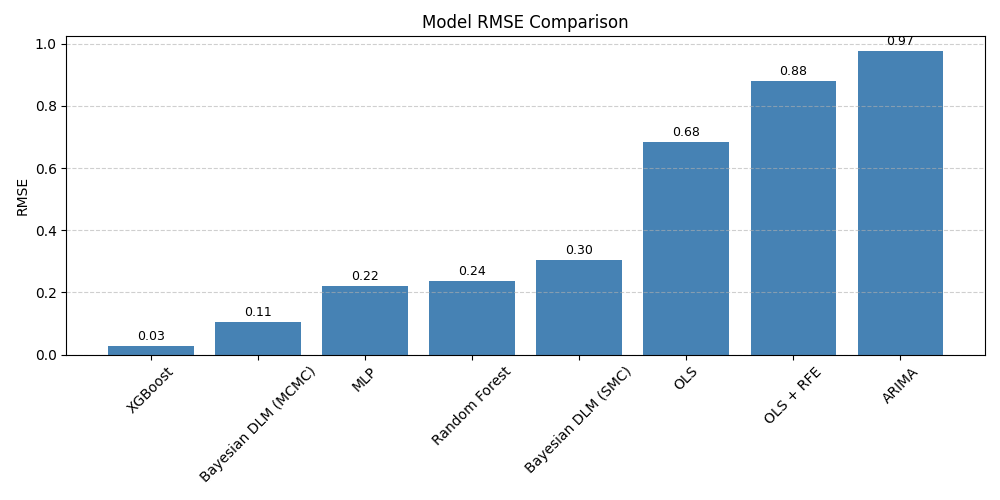 Model RMSE Comparison
RMSE
1.0
0.8
0.6
0.4
0.2
0.0
0.03
0.11
0.22
0.24
0.30
0.68
0.88
0.97
XGBoost
Bayesian DLM (MCMC)
MLP
Random Forest
Bayesian DLM (SMC)
OLS
OLS + RFE
ARIMA